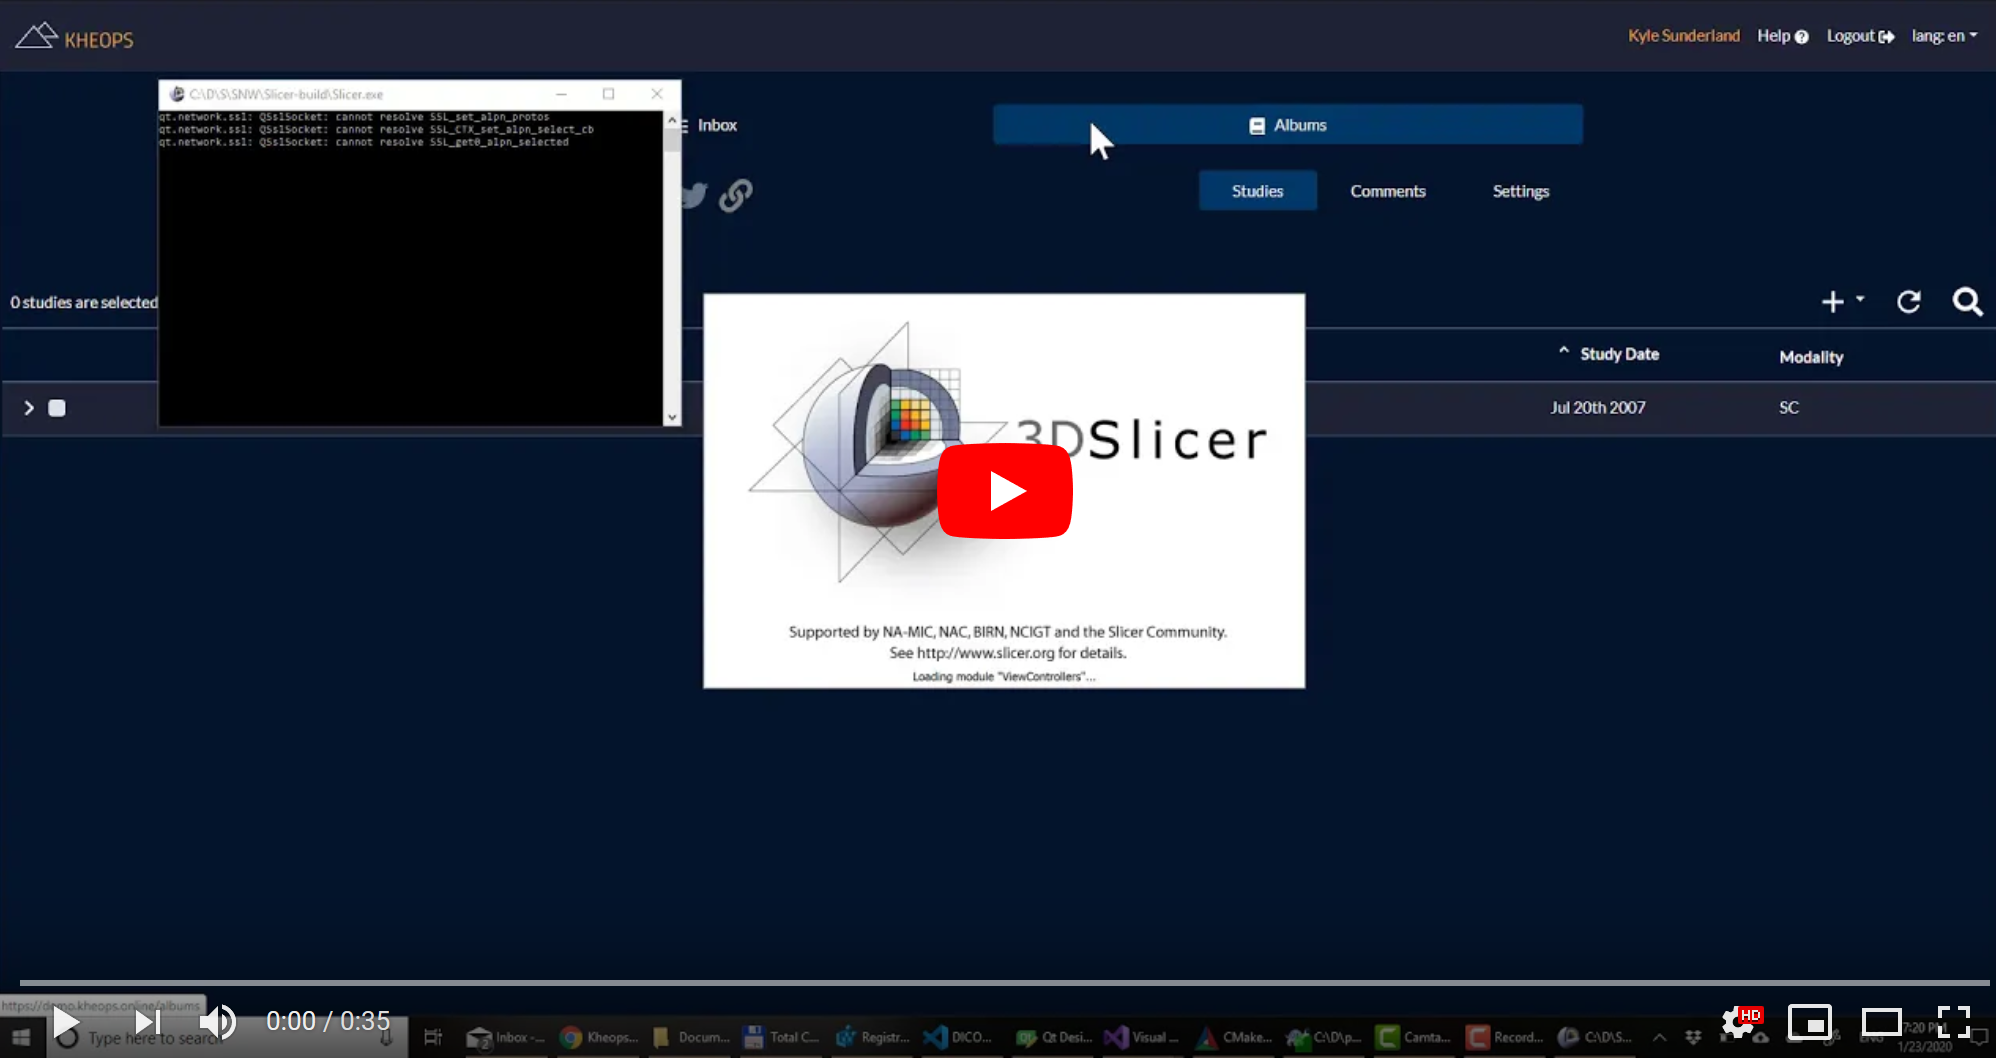 KHEOPS
Kyle Sunderland Help Logout lang: en
C:\D\S\SNW\Slicer-build\Slicer.exe
qt.network.ssl: QSslSocket: cannot resolve SSL_set_alpn_protos
qt.network.ssl: QSslSocket: cannot resolve SSL_CTX_set_alpn_select_cb
qt.network.ssl: QSslSocket: cannot resolve SSL_get0_alpn_selected
Inbox
Albums
Studies Comments Settings
0 studies are selected
Study Date Modality
Jul 20th 2007 SC
3DSlicer
Supported by NA-MIC, NAC, BIRN, NCIGT and the Slicer Community.
See http://www.slicer.org for details.
Loading module "ViewControllers"...
https://demo.kheops.online/albums
0:00 / 0:35
HD
Type here to search
2
Inbox -... Kheops... Docum... Total C... Registr... DICO... Qt Desi... Visual ... CMake... C:\D\p... Camta... Record... C:\D\S...
ENG
7:20 PM
1/23/2020